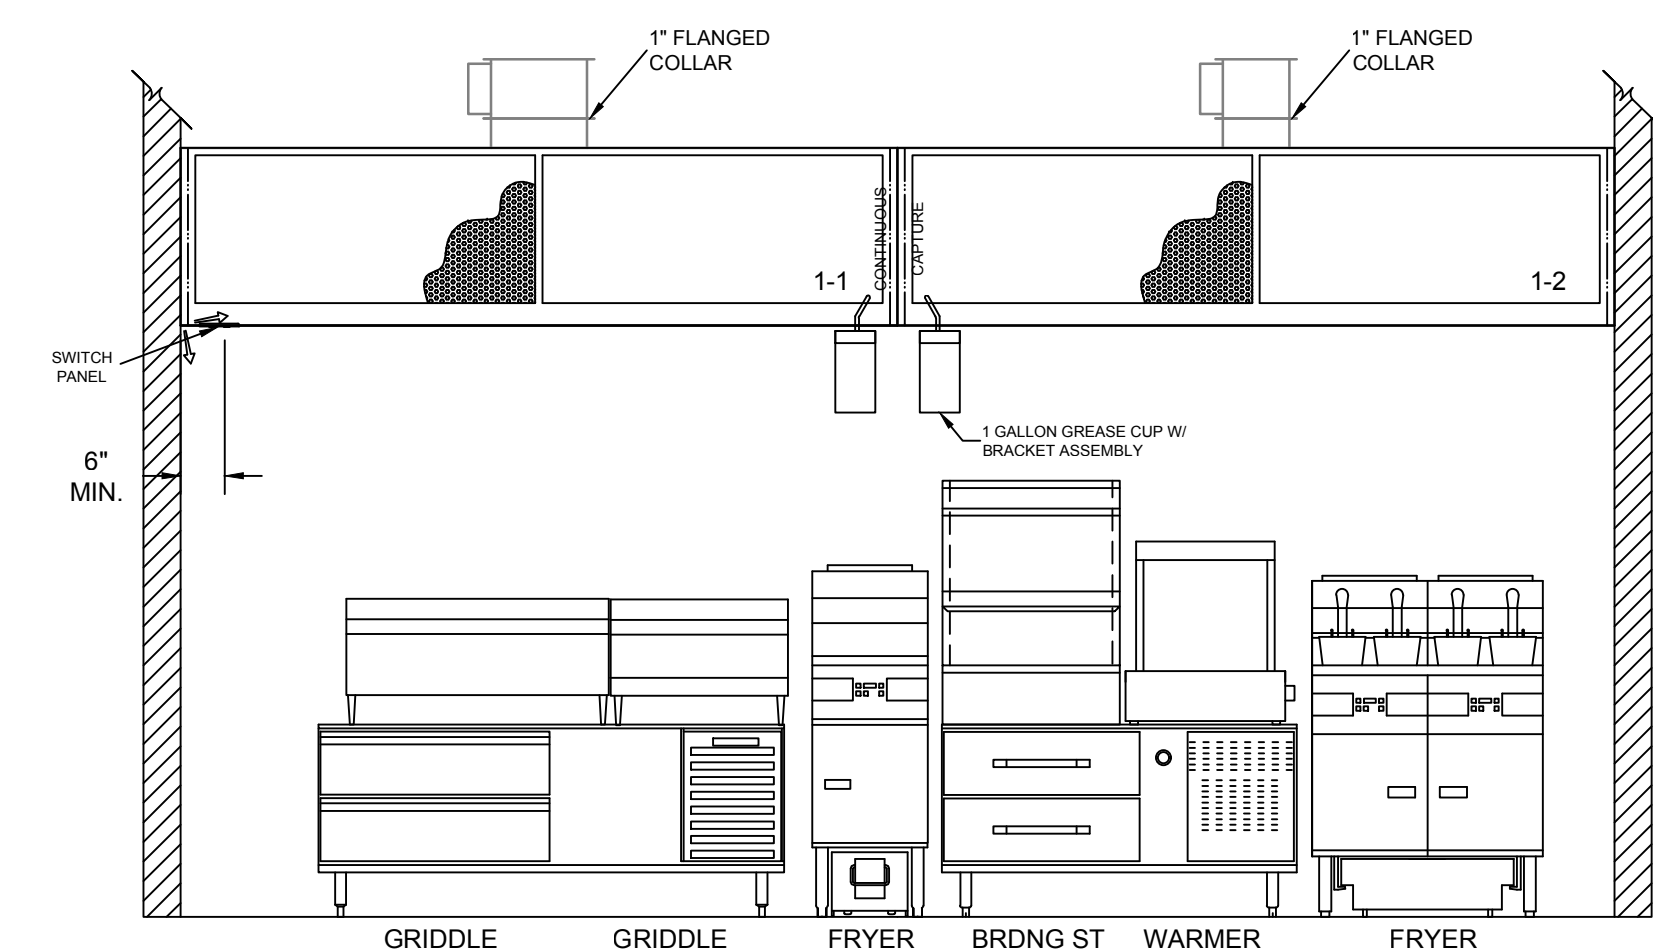 1" FLANGED
COLLAR
1" FLANGED
COLLAR
CONTINUOUS
CAPTURE
1-1
1-2
SWITCH
PANEL
1 GALLON GREASE CUP W/
BRACKET ASSEMBLY
6"
MIN.
GRIDDLE
GRIDDLE
FRYER
BRDNG ST
WARMER
FRYER